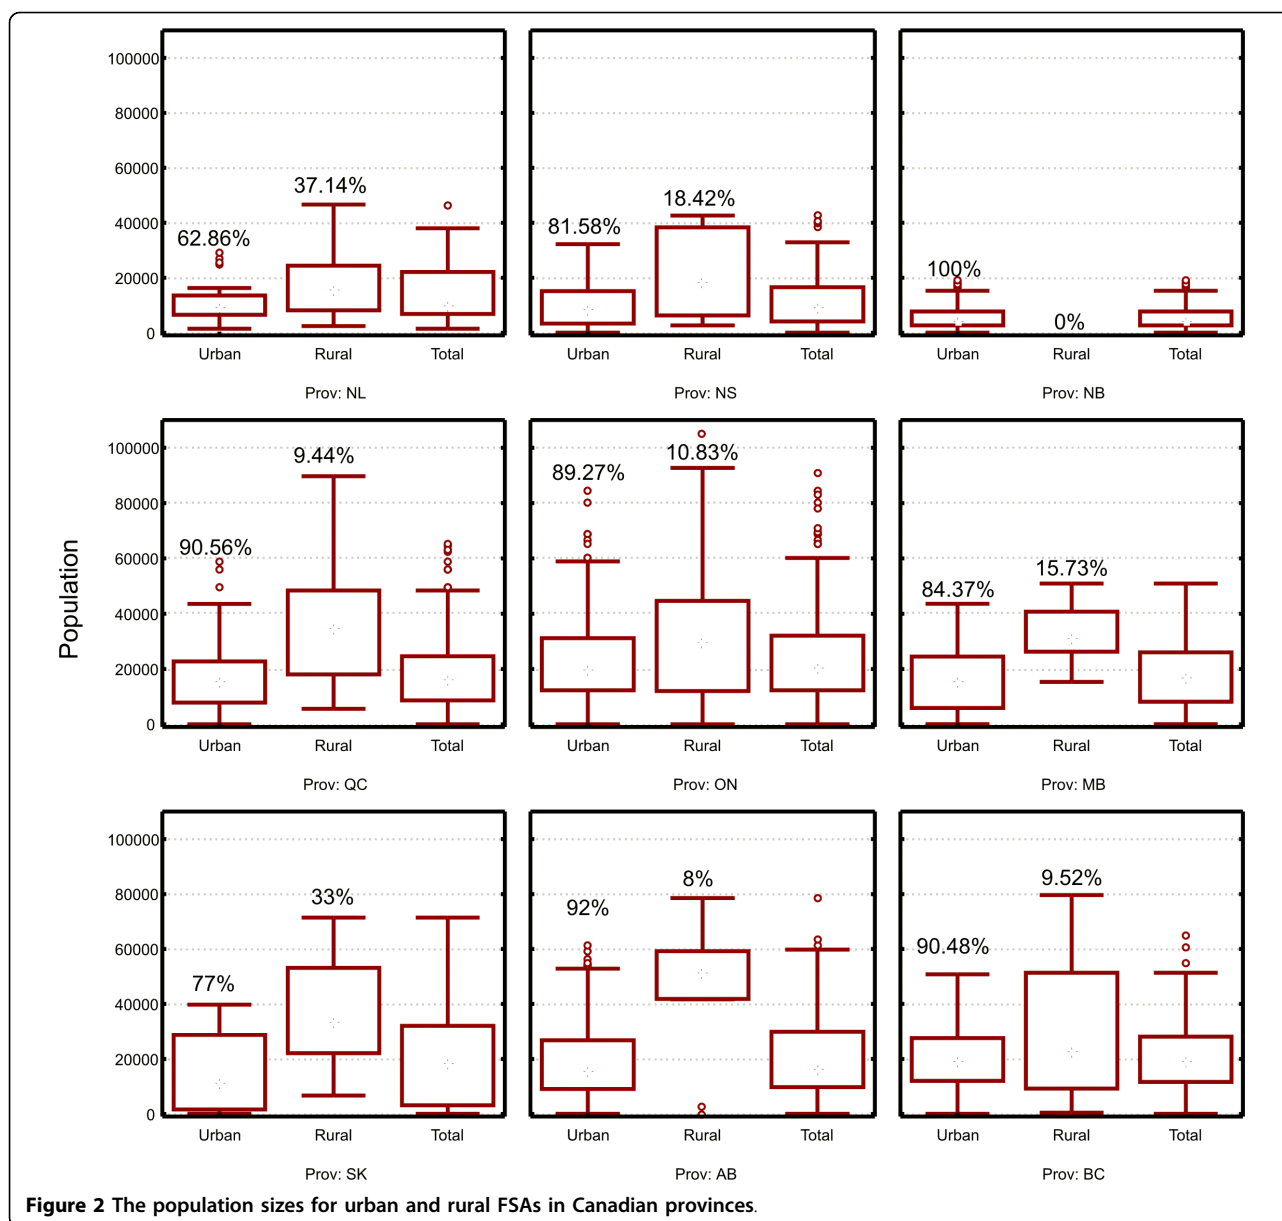 100000
80000
60000
40000
20000
0
62.86%
37.14%
Urban Rural Total
Prov: NL
81.58%
18.42%
Urban Rural Total
Prov: NS
100%
0%
Urban Rural Total
Prov: NB
Population
100000
80000
60000
40000
20000
0
90.56%
9.44%
Urban Rural Total
Prov: QC
89.27%
10.83%
Urban Rural Total
Prov: ON
84.37%
15.73%
Urban Rural Total
Prov: MB
100000
80000
60000
40000
20000
0
77%
33%
Urban Rural Total
Prov: SK
92%
8%
Urban Rural Total
Prov: AB
90.48%
9.52%
Urban Rural Total
Prov: BC
Figure 2 The population sizes for urban and rural FSAs in Canadian provinces.